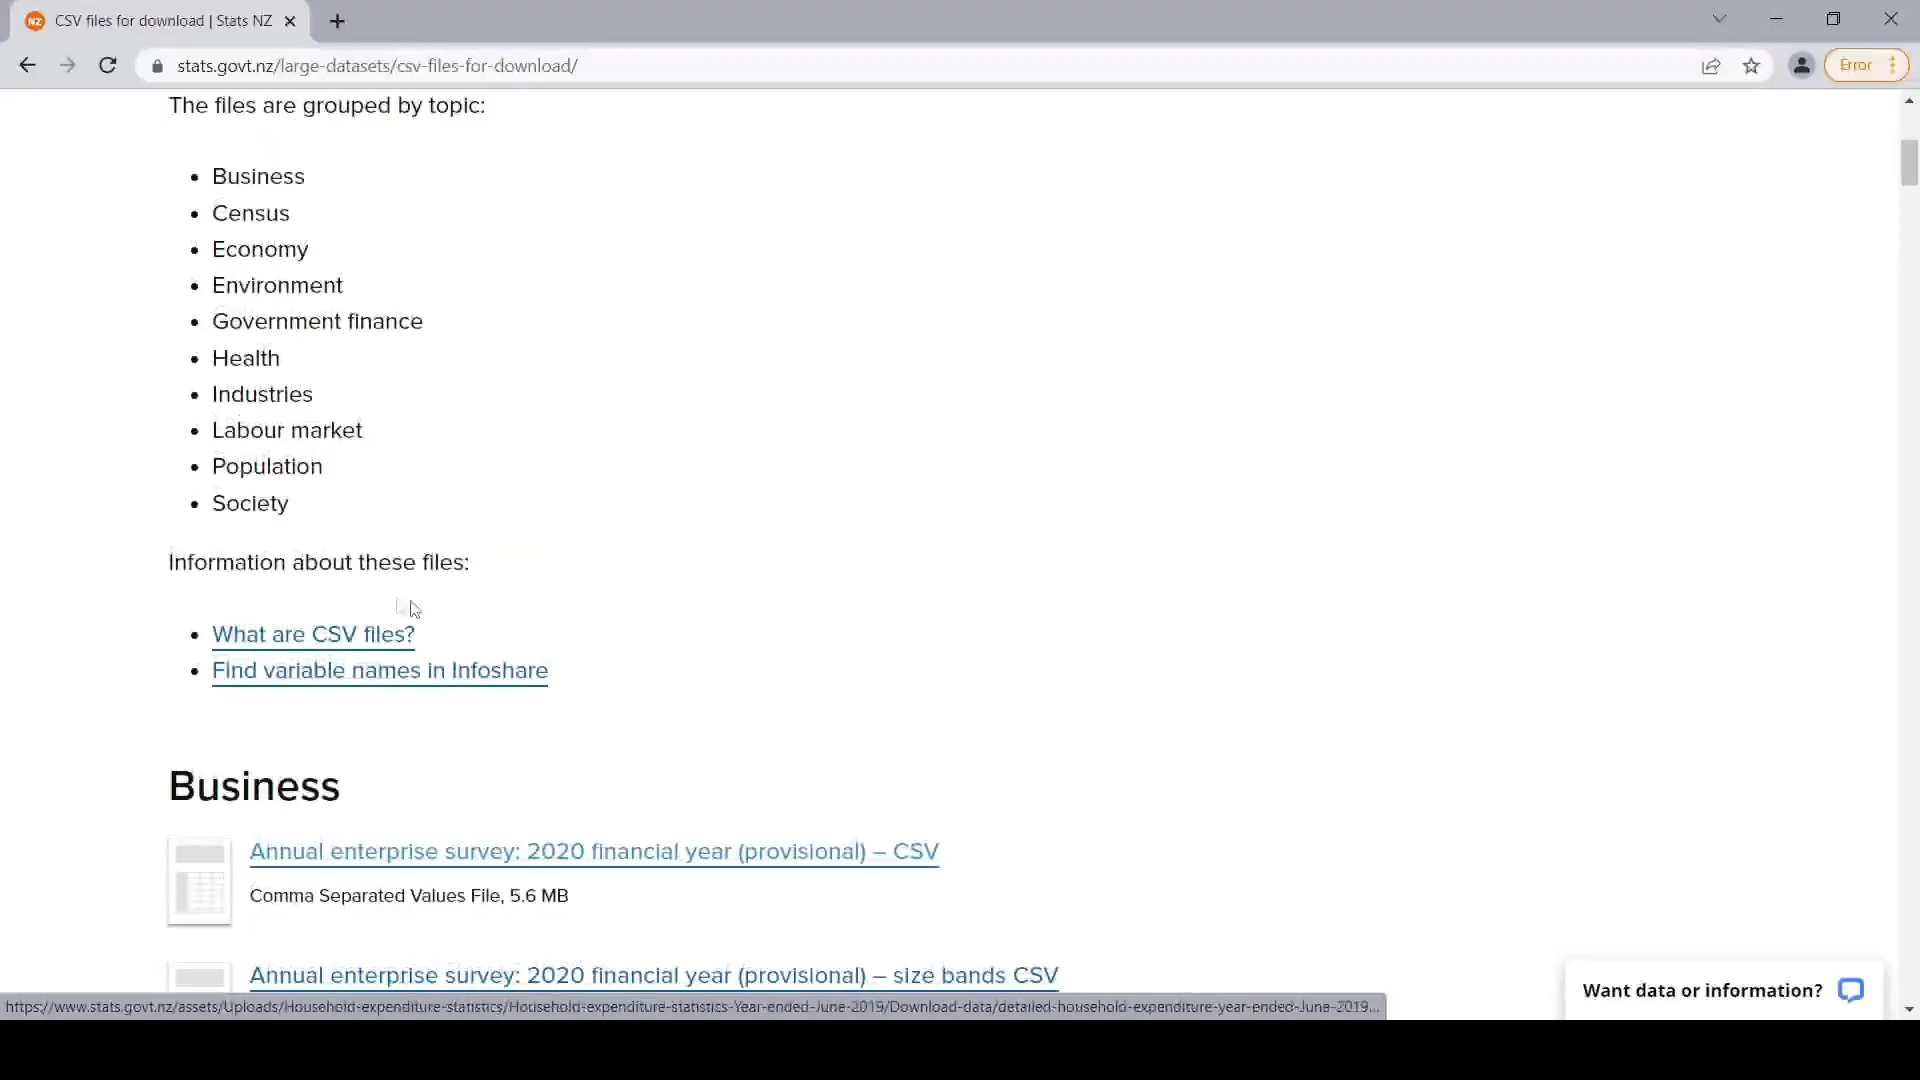 CSV files for download | Stats NZ
stats.govt.nz/large-datasets/csv-files-for-download/
Error
The files are grouped by topic:
Business
Census
Economy
Environment
Government finance
Health
Industries
Labour market
Population
Society
Information about these files:
What are CSV files?
FInd variable names in Infoshare
Business
Annual enterprise survey: 2020 financial year (provisional) – CSV
Comma Separated Values File, 5.6 MB
Annual enterprise survey: 2020 financial year (provisional) – size bands CSV
Want data or information?
https://www.stats.govt.nz/assets/Uploads/Household-expenditure-statistics/Household-expenditure-statistics-Year-ended-June-2019/Download-data/detailed-household-expenditure-year-ended-June-2019...